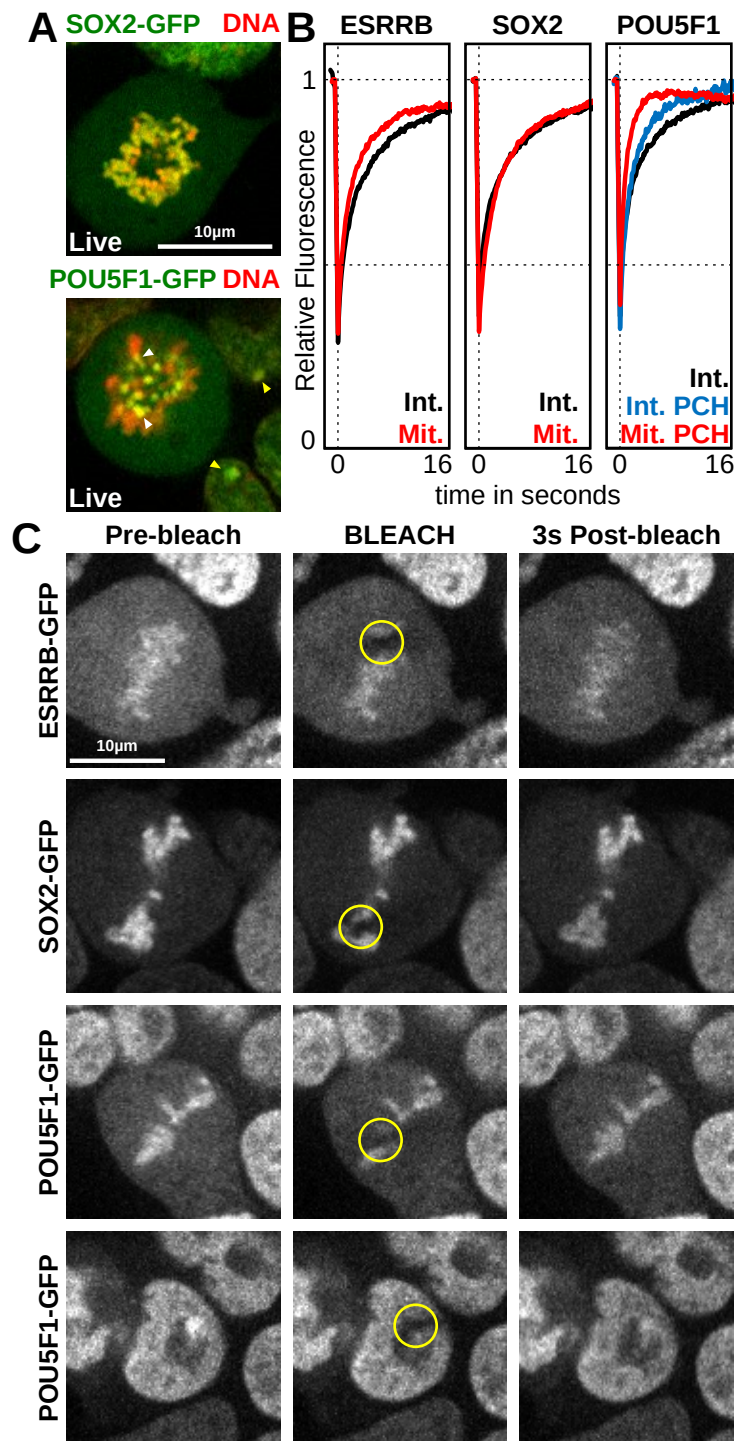 A
SOX2-GFP DNA
10µm
Live
POU5F1-GFP DNA
Live
B
ESRRB SOX2 POU5F1
Relative Fluorescence
1
0
Int.
Mit.
Int.
Mit.
Int.
Int. PCH
Mit. PCH
0 16 0 0 16
time in seconds
C
Pre-bleach BLEACH 3s Post-bleach
ESRRB-GFP
10µm
SOX2-GFP
POU5F1-GFP
POU5F1-GFP